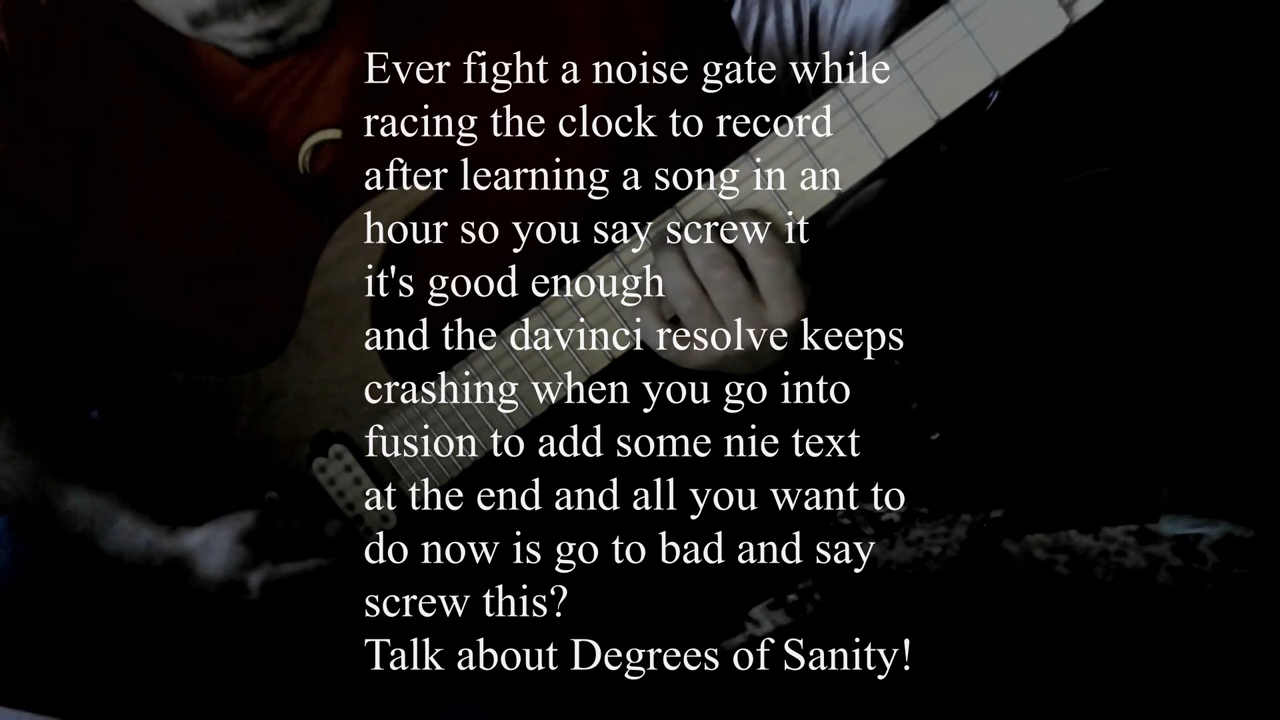 Ever fight a noise gate while
racing the clock to record
after learning a song in an
hour so you say screw it
it's good enough
and the davinci resolve keeps
crashing when you go into
fusion to add some nie text
at the end and all you want to
do now is go to bad and say
screw this?
Talk about Degrees of Sanity!